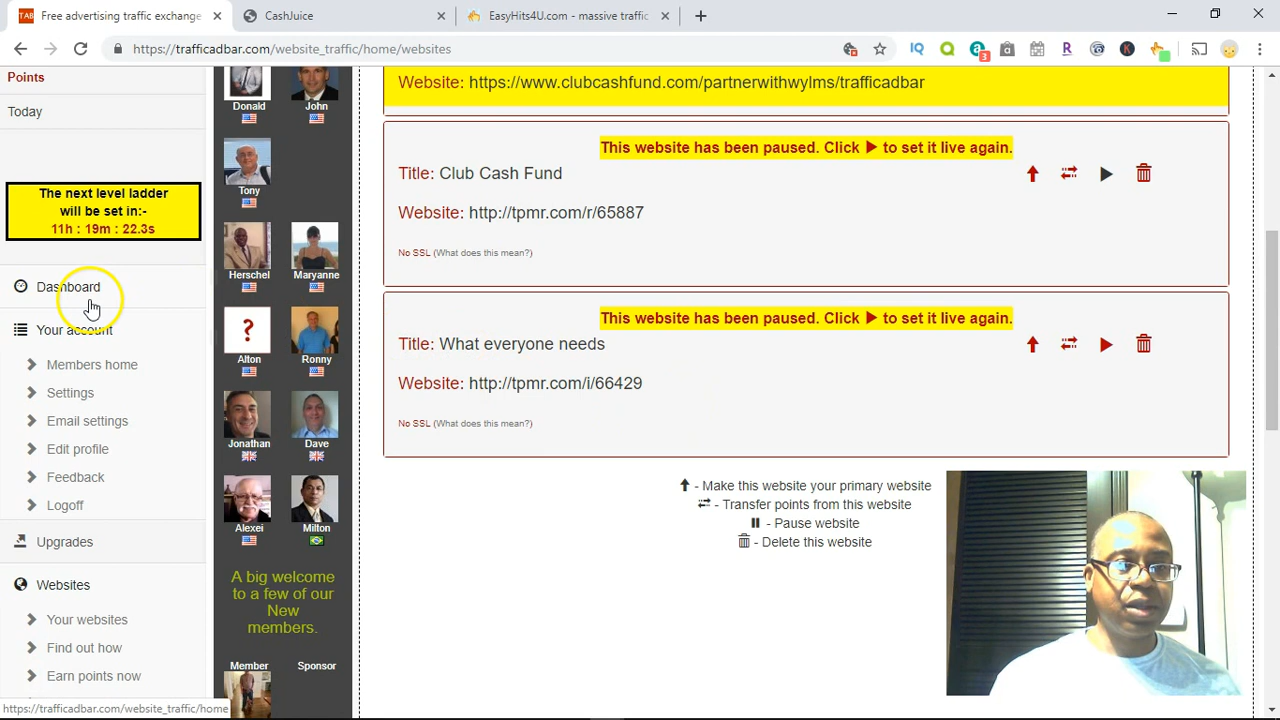 Free advertising traffic exchange
CashJuice
EasyHits4U.com - massive traffic
https://trafficadbar.com/website_traffic/home/websites
Points
Today
The next level ladder
will be set in:-
11h : 19m : 22.3s
Dashboard
Your account
Members home
Settings
Email settings
Edit profile
Feedback
Logoff
Upgrades
Websites
Your websites
Find out how
Earn points now
https://trafficadbar.com/website_traffic/home
Donald John
Tony
Herschel Maryanne
?
Alton Ronny
Jonathan Dave
Alexei Milton
A big welcome
to a few of our
New
members.
Member Sponsor
Website: https://www.clubcashfund.com/partnerwithwylms/trafficadbar
This website has been paused. Click ▶ to set it live again.
Title: Club Cash Fund
Website: http://tpmr.com/r/65887
No SSL (What does this mean?)
This website has been paused. Click ▶ to set it live again.
Title: What everyone needs
Website: http://tpmr.com/i/66429
No SSL (What does this mean?)
- Make this website your primary website
- Transfer points from this website
- Pause website
- Delete this website